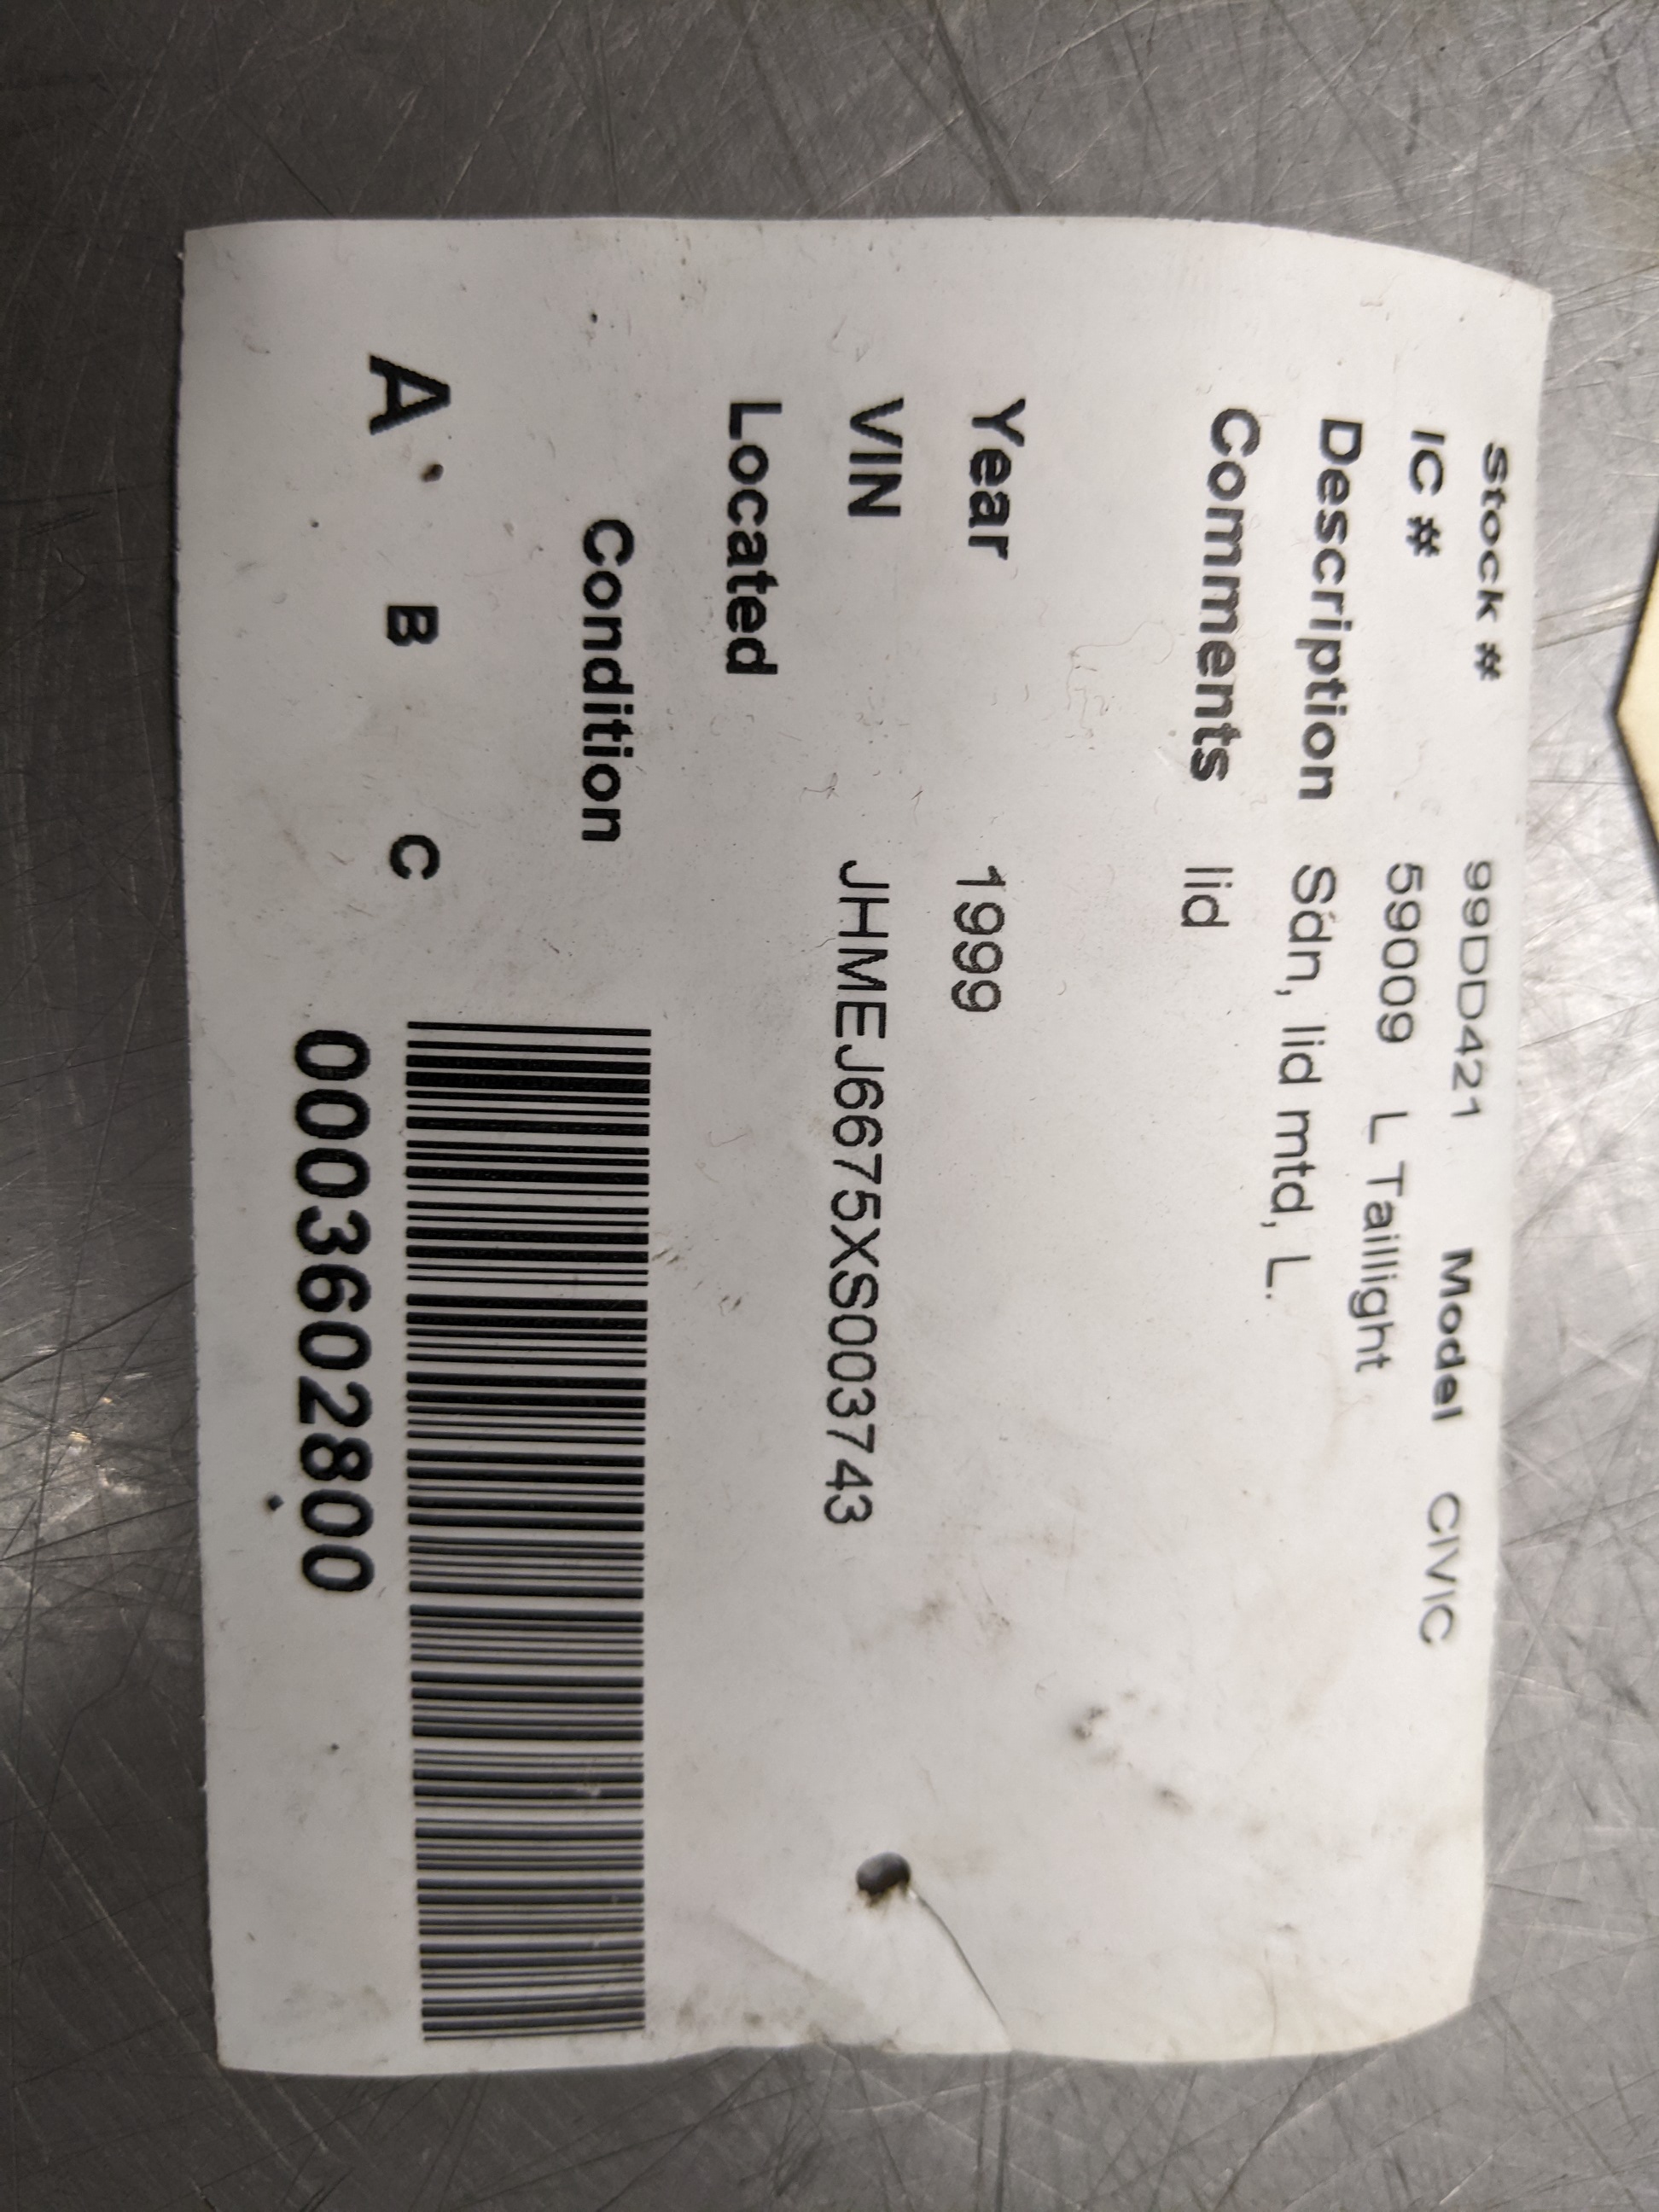 Stock # 99DD421 Model CIVIC
IC # 59009 L Taillight
Description Sdn, lid mtd, L.
Comments lid
Year 1999
VIN JHMEJ6675XS003743
Located
Condition
A B C
0003602800